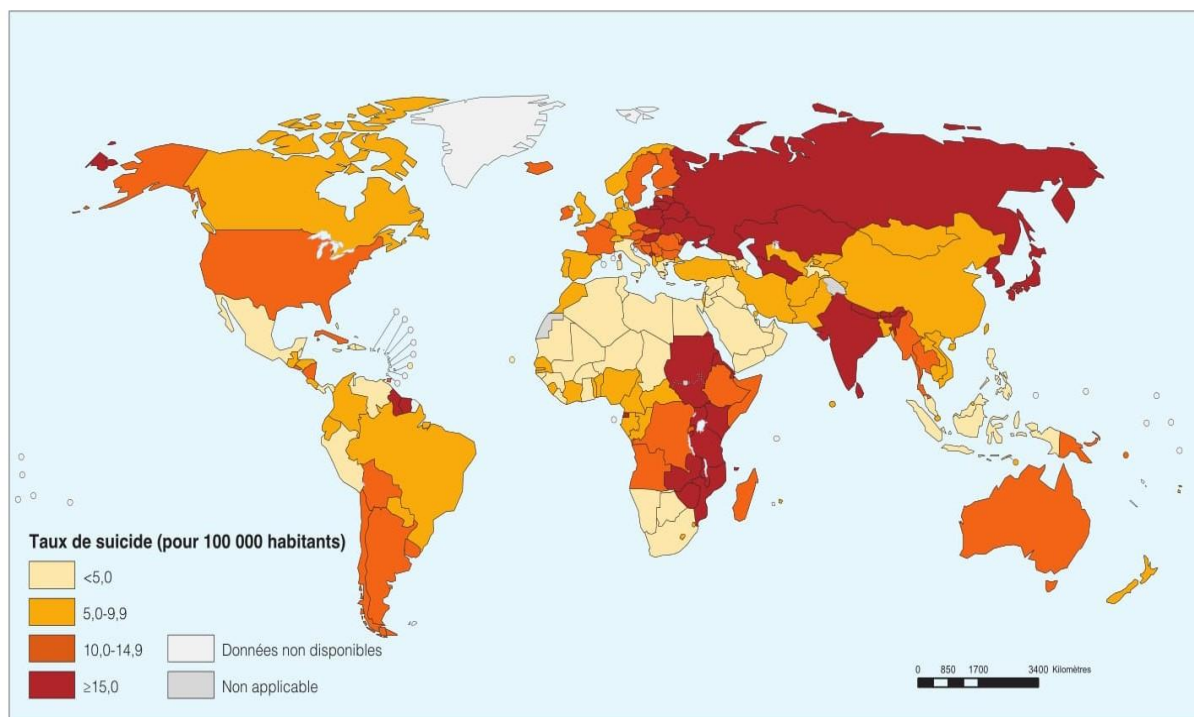 Taux de suicide (pour 100 000 habitants)
<5,0
5,0-9,9
10,0-14,9
≥15,0
Données non disponibles
Non applicable
0 850 1700 3400 Kilomètres